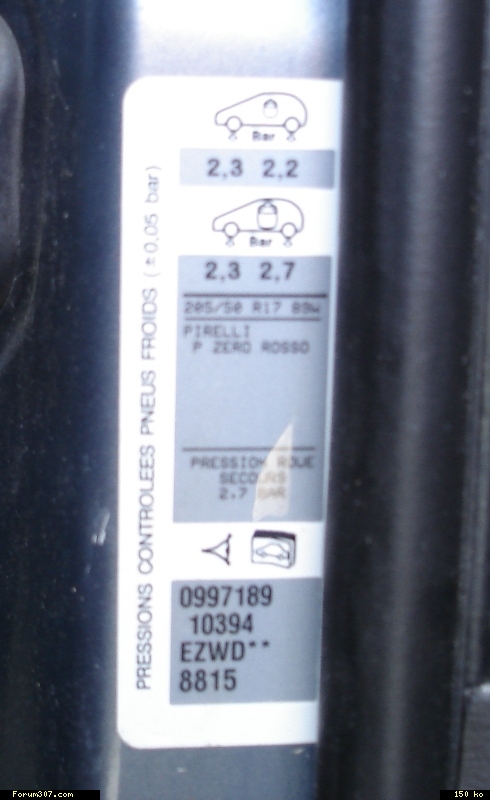 Bar
2,3 2,2
Bar
2,3 2,7
205/50 R17 89W
PIRELLI
P ZERO ROSSO
PRESSION ROUE
SECOURS
2.7 BAR
0997189
10394
EZWD**
8815
PRESSIONS CONTROLEES PNEUS FROIDS (±0,05 bar)
Forum307.com
150 ko